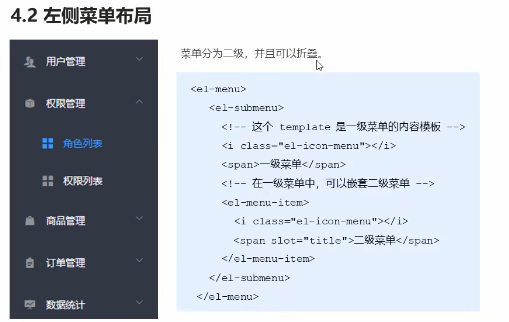 4.2 左侧菜单布局
用户管理
权限管理
角色列表
权限列表
商品管理
订单管理
数据统计
菜单分为二级，并且可以折叠。
<el-menu>
<el-submenu>
<!-- 这个 template 是一级菜单的内容模板 -->
<i class="el-icon-menu"></i>
<span>一级菜单</span>
<!-- 在一级菜单中，可以嵌套二级菜单 -->
<el-menu-item>
<i class="el-icon-menu"></i>
<span slot="title">二级菜单</span>
</el-menu-item>
</el-submenu>
</el-menu>